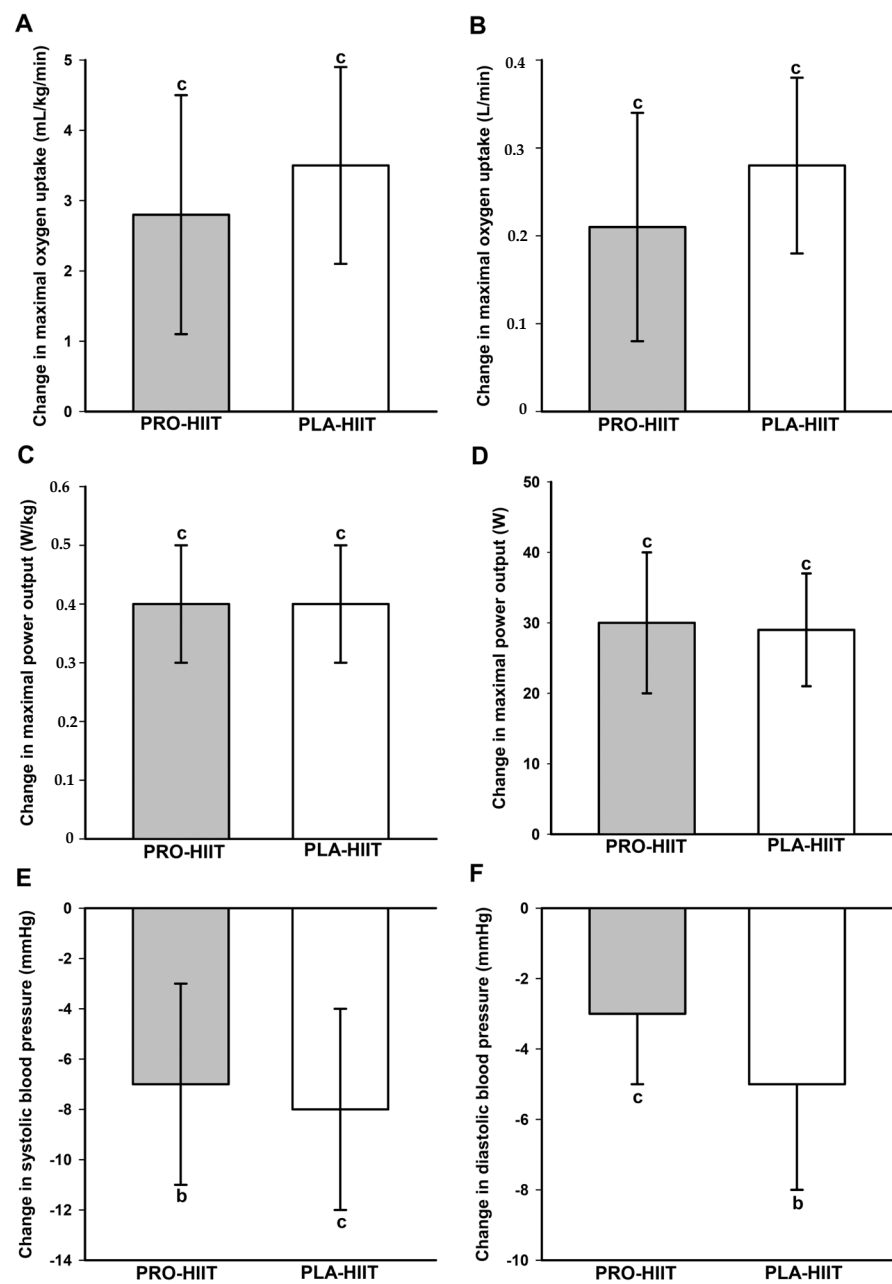 A
Change in maximal oxygen uptake (mL/kg/min)
5
4
3
2
1
0
c
c
PRO-HIIT
PLA-HIIT
B
Change in maximal oxygen uptake (L/min)
0.4
0.3
0.2
0.1
0
c
c
PRO-HIIT
PLA-HIIT
C
Change in maximal power output (W/kg)
0.6
0.5
0.4
0.3
0.2
0.1
0
c
c
PRO-HIIT
PLA-HIIT
D
Change in maximal power output (W)
50
40
30
20
10
0
c
c
PRO-HIIT
PLA-HIIT
E
Change in systolic blood pressure (mmHg)
0
-2
-4
-6
-8
-10
-12
-14
b
c
PRO-HIIT
PLA-HIIT
F
Change in diastolic blood pressure (mmHg)
0
-2
-4
-6
-8
-10
c
b
PRO-HIIT
PLA-HIIT